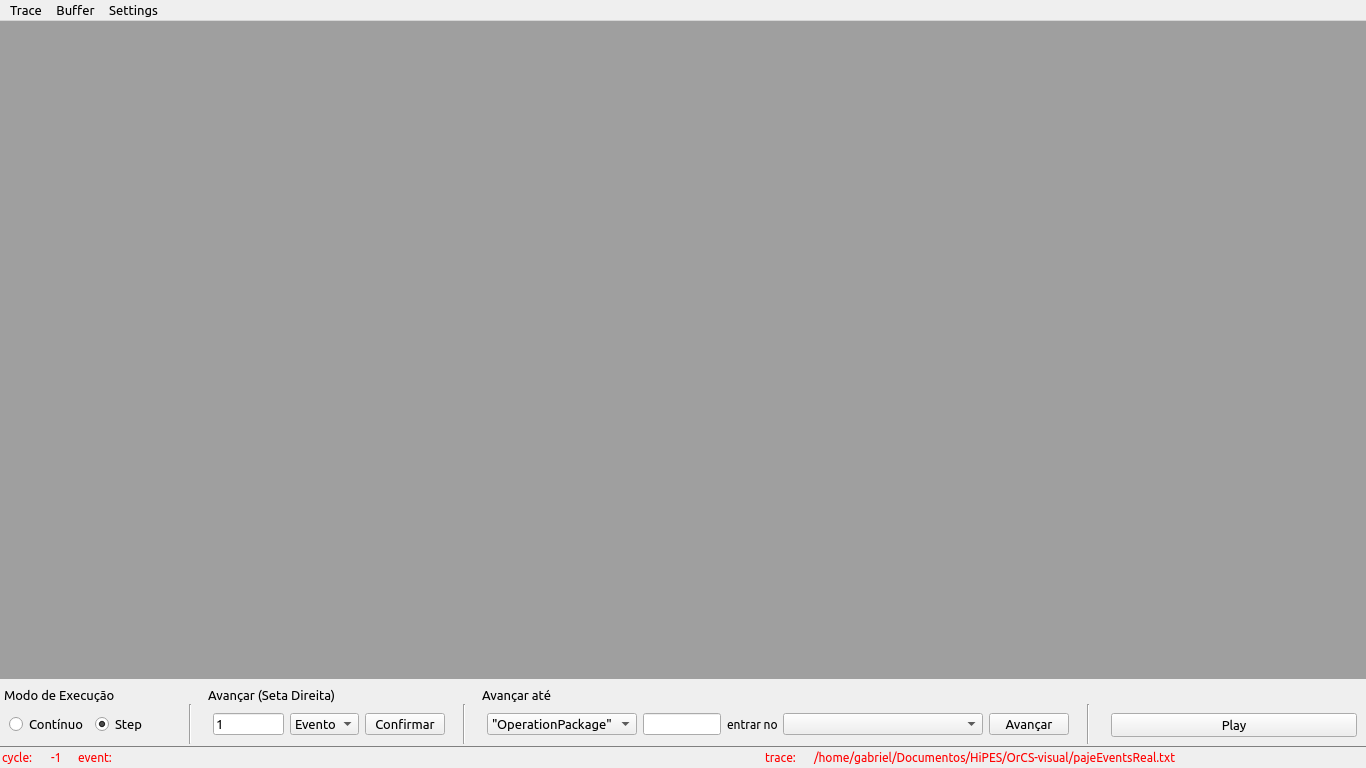 Trace Buffer Settings
Modo de Execução Avançar (Seta Direita) Avançar até
Contínuo Step 1 Evento Confirmar "OperationPackage" entrar no Avançar Play
cycle: -1 event: trace: /home/gabriel/Documentos/HiPES/OrCS-visual/pajeEventsReal.txt